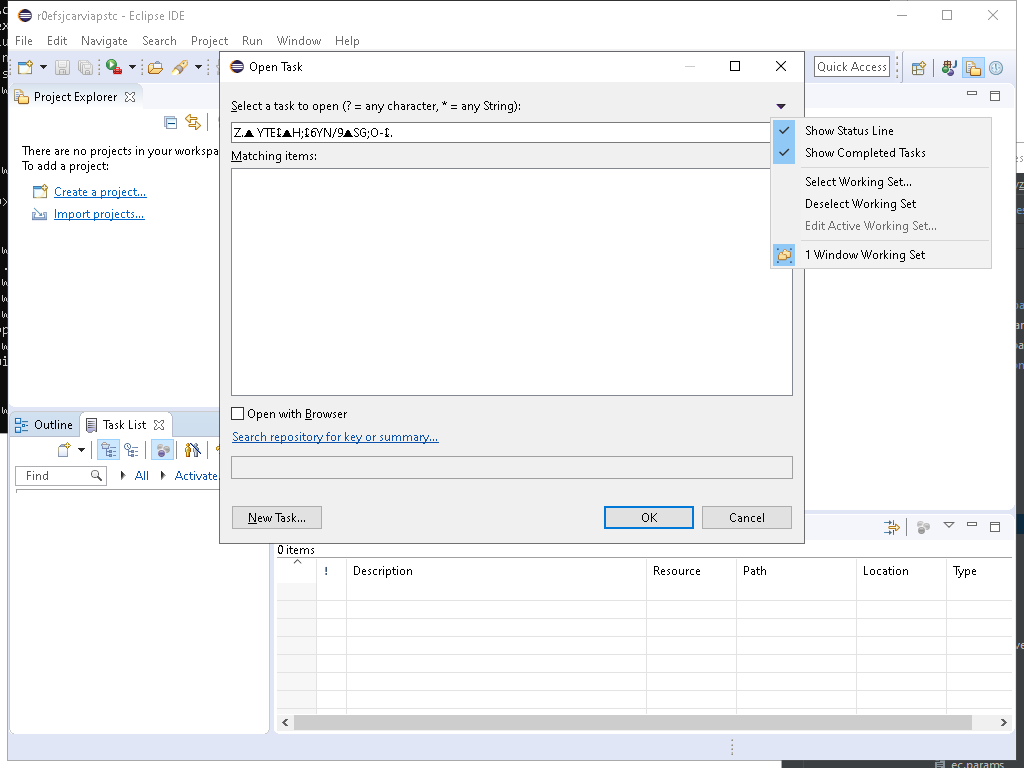 r0efsjcarviapstc - Eclipse IDE
File Edit Navigate Search Project Run Window Help
Quick Access
Project Explorer
There are no projects in your workspa
To add a project:
Create a project...
Import projects...
Open Task
Select a task to open (? = any character, * = any String):
Matching items:
Open with Browser
Search repository for key or summary...
New Task...
OK
Cancel
Show Status Line
Show Completed Tasks
Select Working Set...
Deselect Working Set
Edit Active Working Set...
1 Window Working Set
Outline
Task List
Find
All
Activate.
0 items
! Description Resource Path Location Type
ec.params